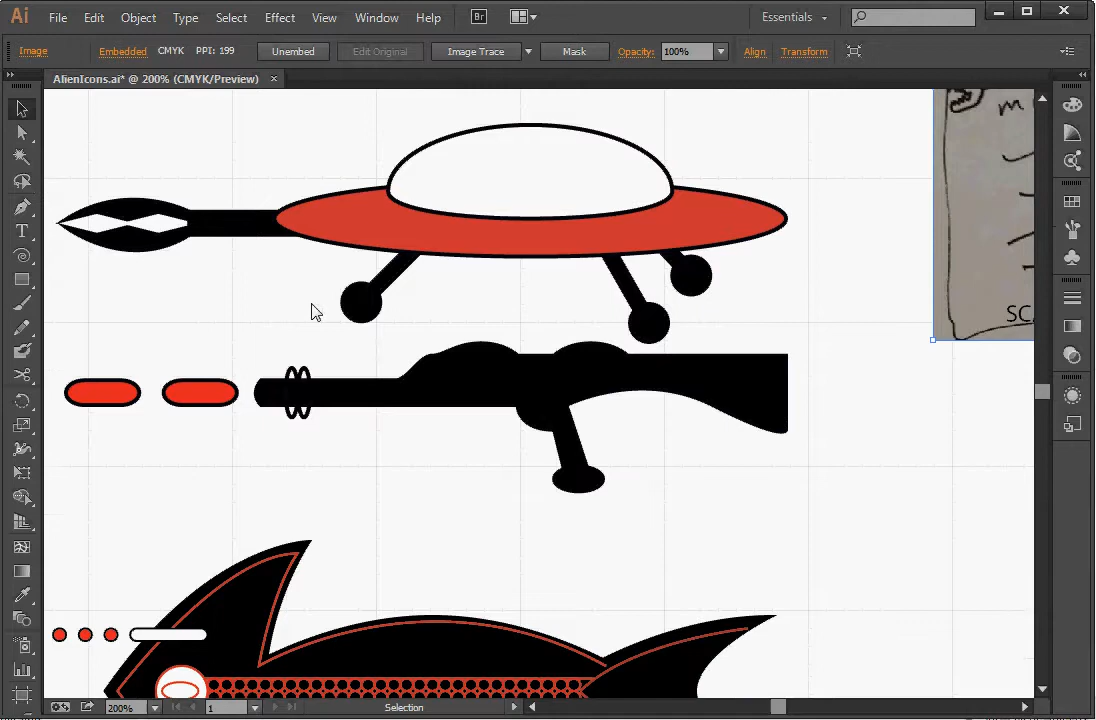 Ai File Edit Object Type Select Effect View Window Help Br Essentials
Image Embedded CMYK PPI: 199 Unembed Edit Original Image Trace Mask Opacity: 100% Align Transform
AlienIcons.ai* @ 200% (CMYK/Preview) ×
m
SC
200% 1 Selection